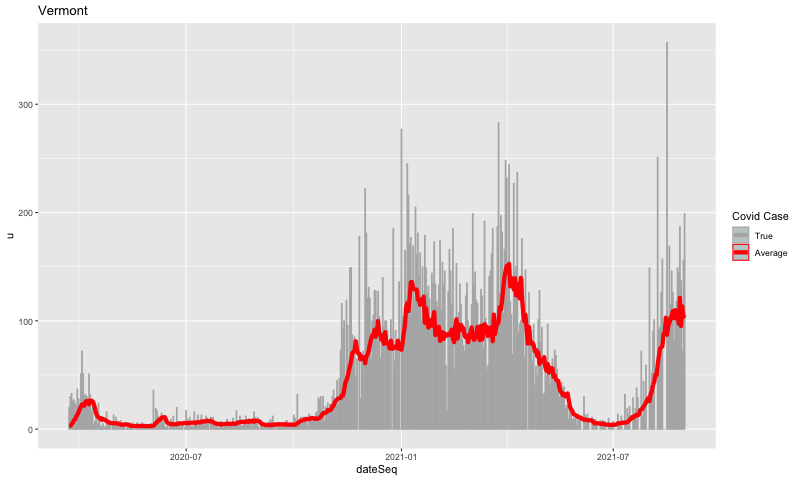 Vermont
u
300
200
100
0
2020-07
2021-01
2021-07
dateSeq
Covid Case
True
Average